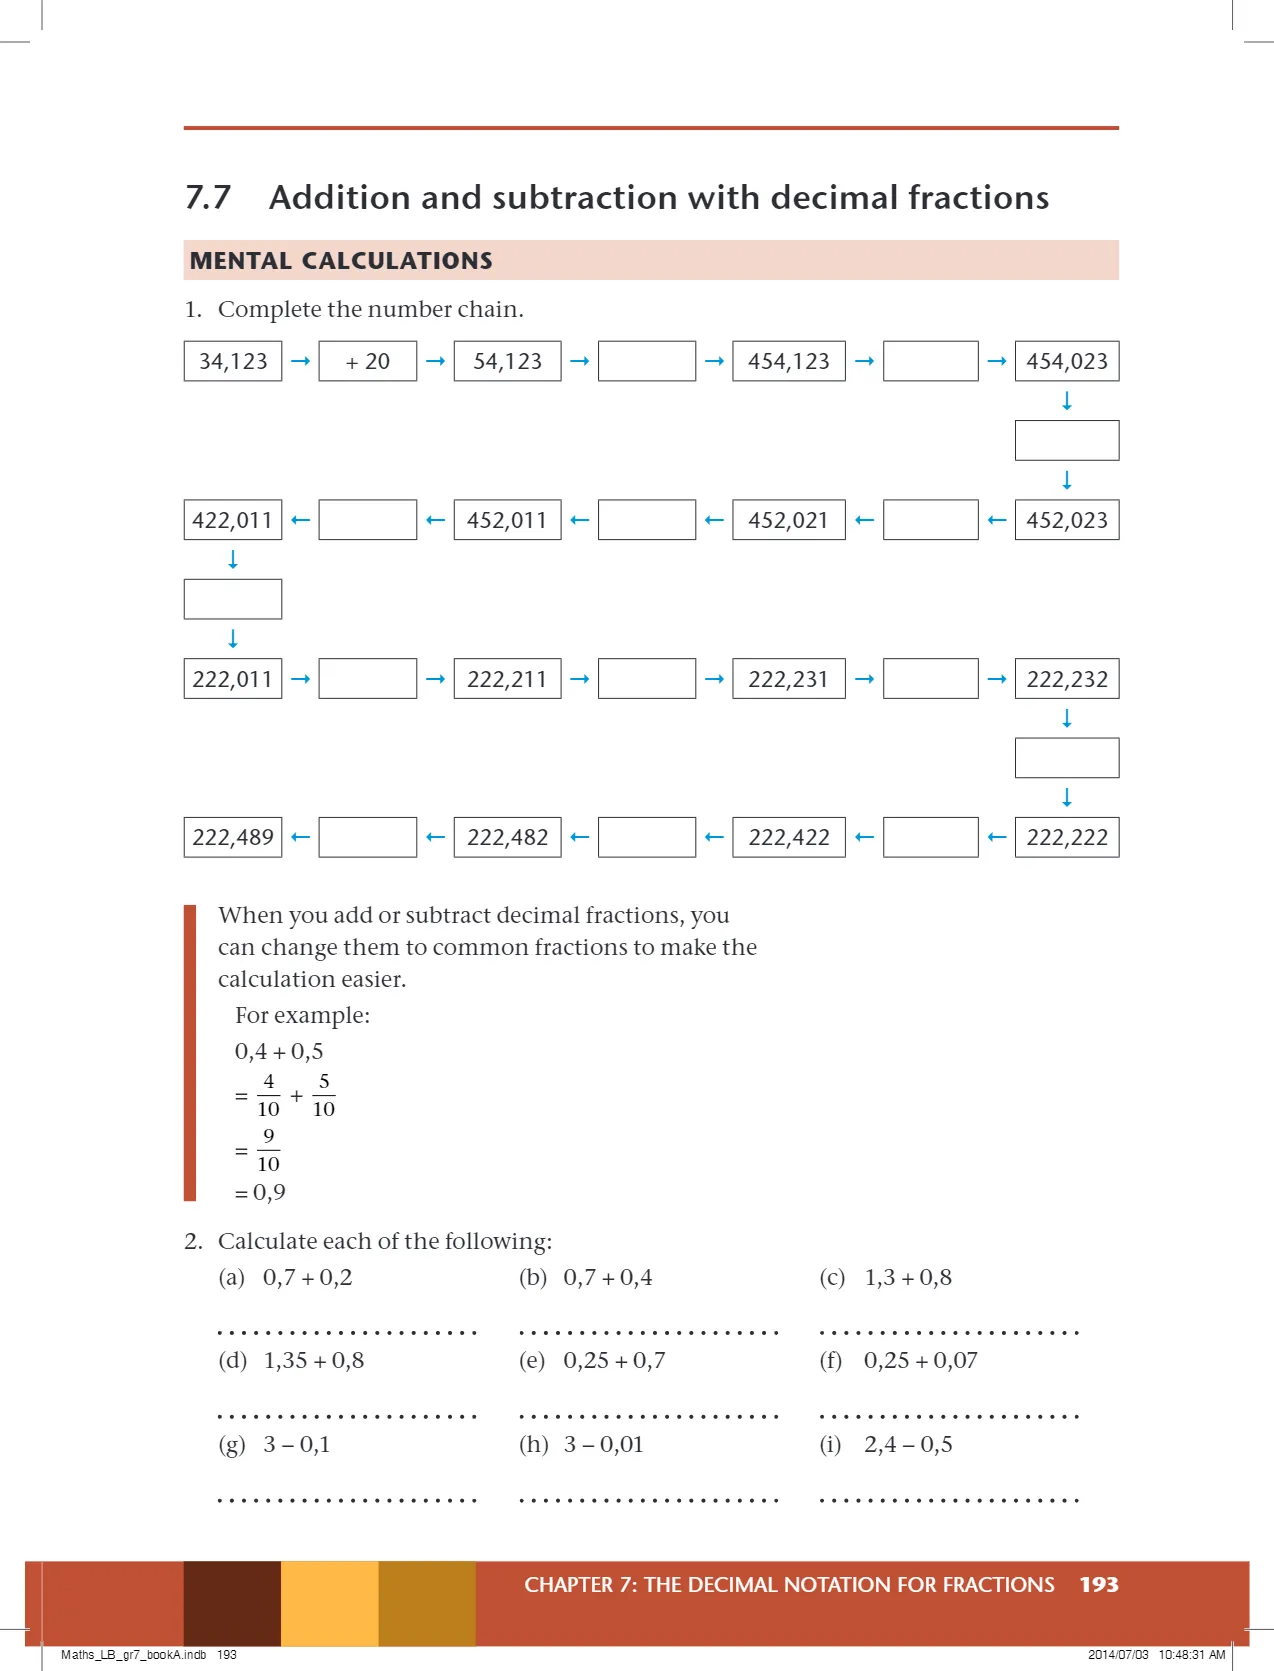 7.7 Addition and subtraction with decimal fractions
MENTAL CALCULATIONS
1. Complete the number chain.
34,123 → + 20 → 54,123 → → 454,123 → → 454,023
↓
↓
422,011 ← ← 452,011 ← ← 452,021 ← ← 452,023
↓
↓
222,011 → → 222,211 → → 222,231 → → 222,232
↓
↓
222,489 ← ← 222,482 ← ← 222,422 ← ← 222,222
When you add or subtract decimal fractions, you
can change them to common fractions to make the
calculation easier.
For example:
0,4 + 0,5
= 4/10 + 5/10
= 9/10
= 0,9
2. Calculate each of the following:
(a) 0,7 + 0,2 (b) 0,7 + 0,4 (c) 1,3 + 0,8
(d) 1,35 + 0,8 (e) 0,25 + 0,7 (f) 0,25 + 0,07
(g) 3 – 0,1 (h) 3 – 0,01 (i) 2,4 – 0,5
CHAPTER 7: THE DECIMAL NOTATION FOR FRACTIONS 193
Maths_LB_gr7_bookA.indb 193 2014/07/03 10:48:31 AM